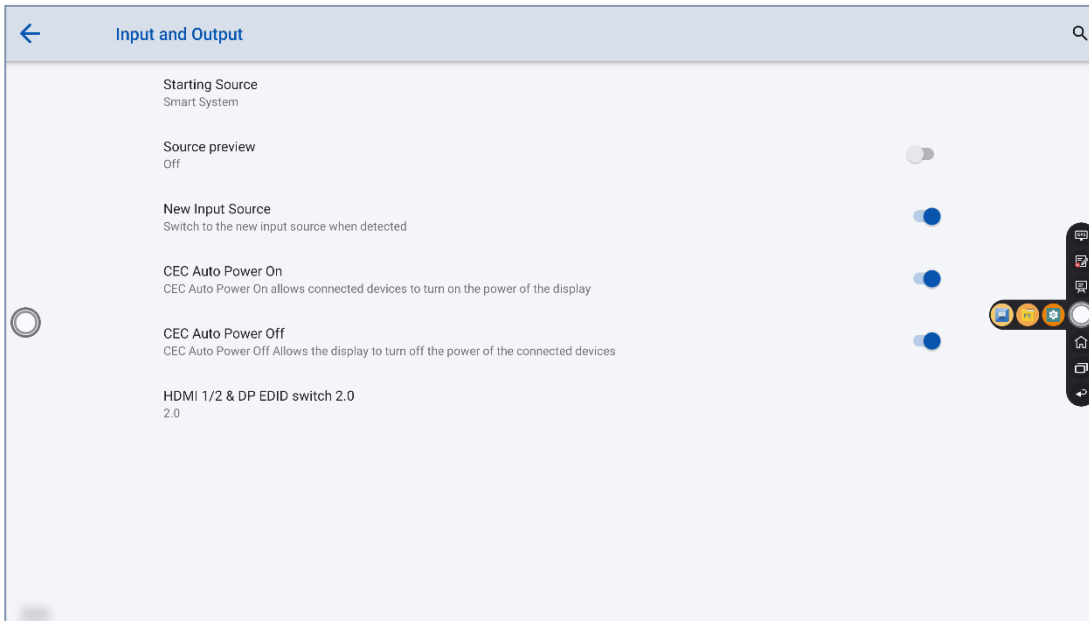 Input and Output
Starting Source
Smart System
Source preview
Off
New Input Source
Switch to the new input source when detected
CEC Auto Power On
CEC Auto Power On allows connected devices to turn on the power of the display
CEC Auto Power Off
CEC Auto Power Off Allows the display to turn off the power of the connected devices
HDMI 1/2 & DP EDID switch 2.0
2.0